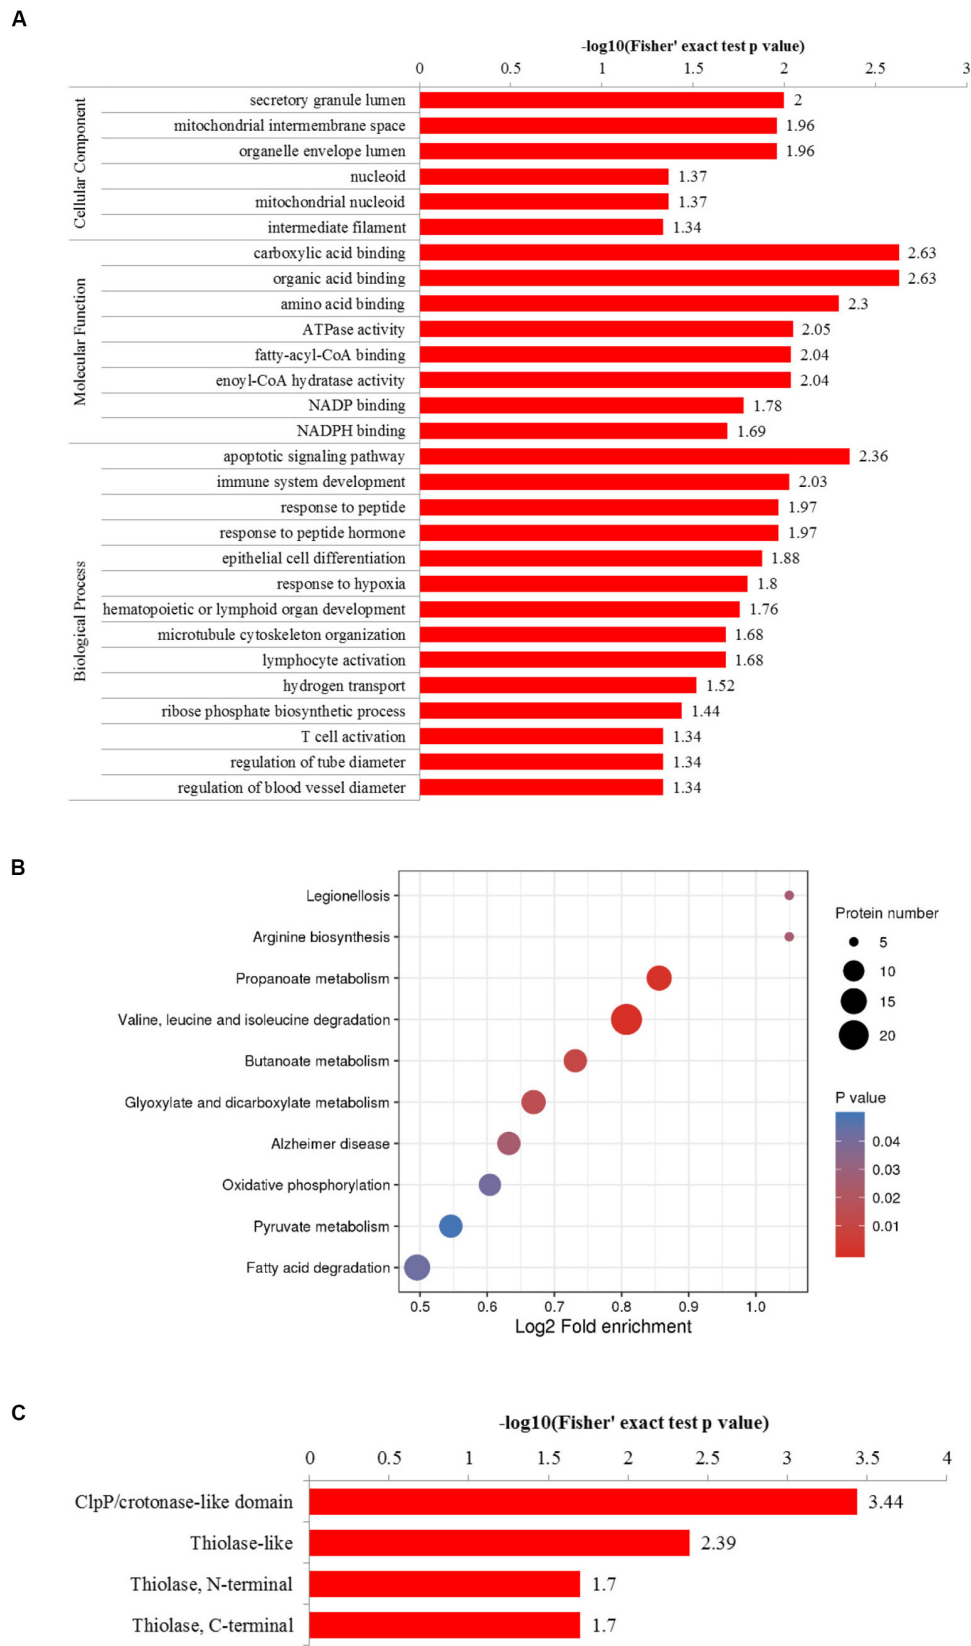 A
-log10(Fisher' exact test p value)
0 0.5 1 1.5 2 2.5 3
Cellular Component
secretory granule lumen 2
mitochondrial intermembrane space 1.96
organelle envelope lumen 1.96
nucleoid 1.37
mitochondrial nucleoid 1.37
intermediate filament 1.34
Molecular Function
carboxylic acid binding 2.63
organic acid binding 2.63
amino acid binding 2.3
ATPase activity 2.05
fatty-acyl-CoA binding 2.04
enoyl-CoA hydratase activity 2.04
NADP binding 1.78
NADPH binding 1.69
Biological Process
apoptotic signaling pathway 2.36
immune system development 2.03
response to peptide 1.97
response to peptide hormone 1.97
epithelial cell differentiation 1.88
response to hypoxia 1.8
hematopoietic or lymphoid organ development 1.76
microtubule cytoskeleton organization 1.68
lymphocyte activation 1.68
hydrogen transport 1.52
ribose phosphate biosynthetic process 1.44
T cell activation 1.34
regulation of tube diameter 1.34
regulation of blood vessel diameter 1.34
B
Legionellosis
Arginine biosynthesis
Propanoate metabolism
Valine, leucine and isoleucine degradation
Butanoate metabolism
Glyoxylate and dicarboxylate metabolism
Alzheimer disease
Oxidative phosphorylation
Pyruvate metabolism
Fatty acid degradation
0.5 0.6 0.7 0.8 0.9 1.0
Log2 Fold enrichment
Protein number
5
10
15
20
P value
0.04
0.03
0.02
0.01
C
-log10(Fisher' exact test p value)
0 0.5 1 1.5 2 2.5 3 3.5 4
ClpP/crotonase-like domain 3.44
Thiolase-like 2.39
Thiolase, N-terminal 1.7
Thiolase, C-terminal 1.7